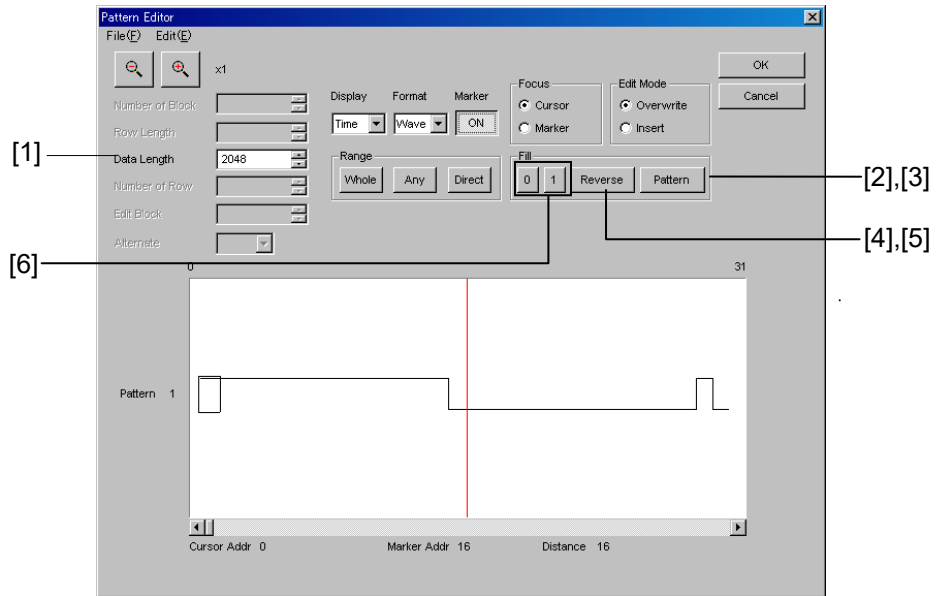 Pattern Editor
File(F) Edit(E)
x1
OK
Cancel
Number of Block
Row Length
[1]
Data Length 2048
Number of Row
Edit Block
Alternate
Display Format Marker
Time Wave ON
Focus
Cursor
Marker
Edit Mode
Overwrite
Insert
Range
Whole Any Direct
Fill
0 1 Reverse Pattern
[2],[3]
[4],[5]
[6]
0 31
Pattern 1
Cursor Addr 0 Marker Addr 16 Distance 16